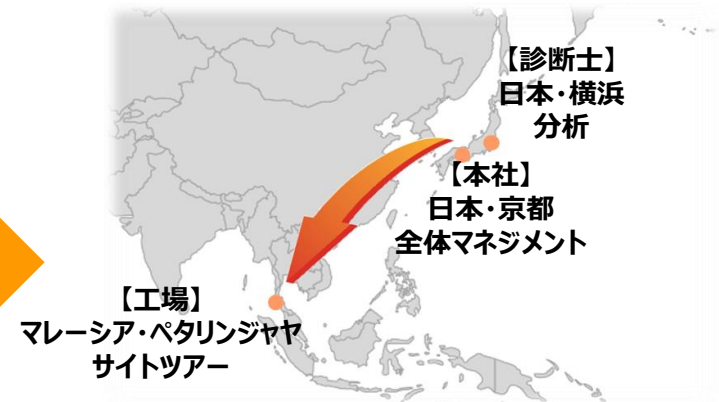 【診断士】
日本・横浜
分析
【本社】
日本・京都
全体マネジメント
【工場】
マレーシア・ペタリンジャヤ
サイトツアー